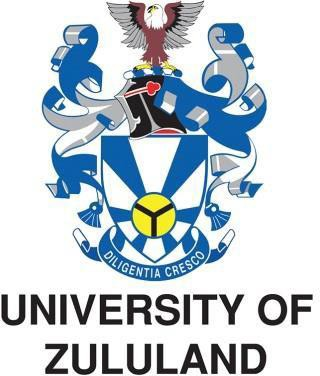 DILIGENTIA CRESCO
UNIVERSITY OF
ZULULAND